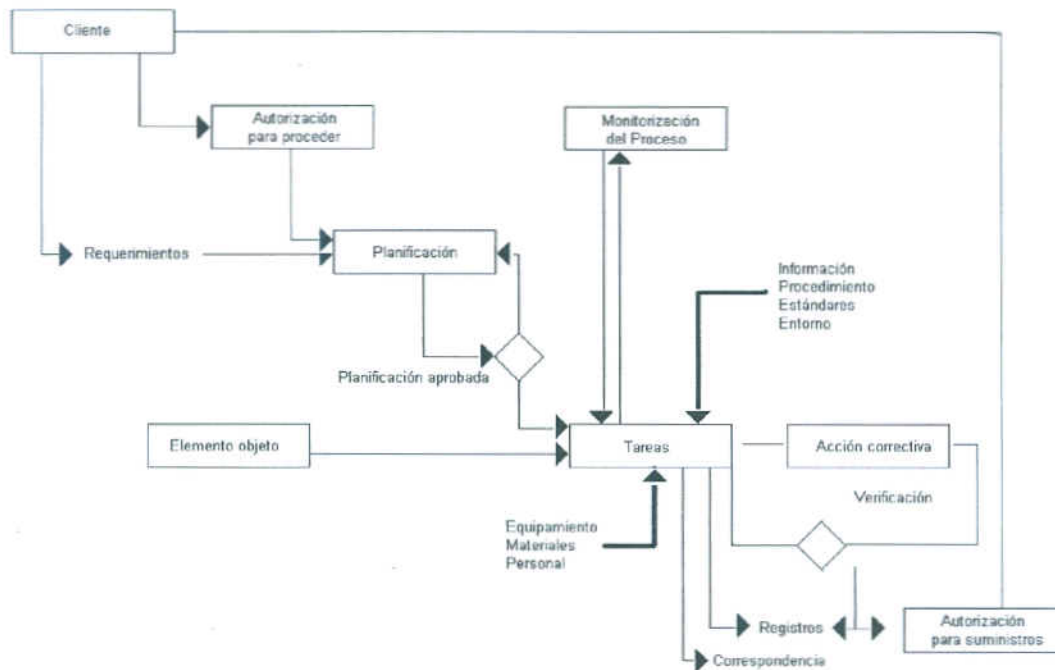 Cliente
Autorización
para proceder
Monitorización
del Proceso
Requerimientos
Planificación
Información
Procedimiento
Estándares
Entorno
Planificación aprobada
Elemento objeto
Tareas
Acción correctiva
Verificación
Equipamiento
Materiales
Personal
Registros
Autorización
para suministros
Correspondencia